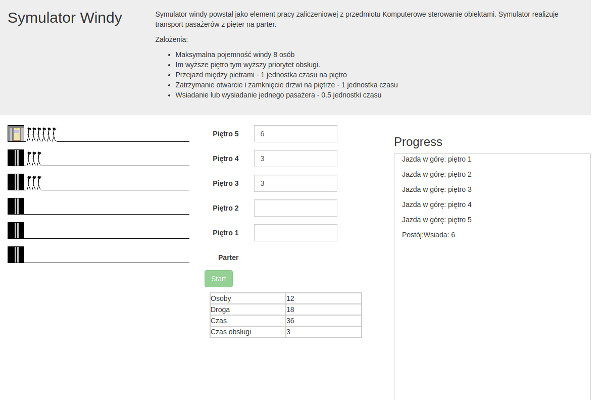 Symulator Windy
Symulator windy powstał jako element pracy zaliczeniowej z przedmiotu Komputerowe sterowanie obiektami. Symulator realizuje
transport pasażerów z pięter na parter.
Założenia:
Maksymalna pojemność windy 8 osób
Im wyższe piętro tym wyższy priorytet obsługi.
Przejazd między pietrami - 1 jednostka czasu na piętro
Zatrzymanie otwarcie i zamknięcie drzwi na piętrze - 1 jednostka czasu
Wsiadanie lub wysiadanie jednego pasażera - 0.5 jednostki czasu
Piętro 5 6
Piętro 4 3
Piętro 3 3
Piętro 2
Piętro 1
Parter
Start
Osoby 12
Droga 18
Czas 36
Czas obsługi 3
Progress
Jazda w górę: piętro 1
Jazda w górę: piętro 2
Jazda w górę: piętro 3
Jazda w górę: piętro 4
Jazda w górę: piętro 5
Postój:Wsiada: 6